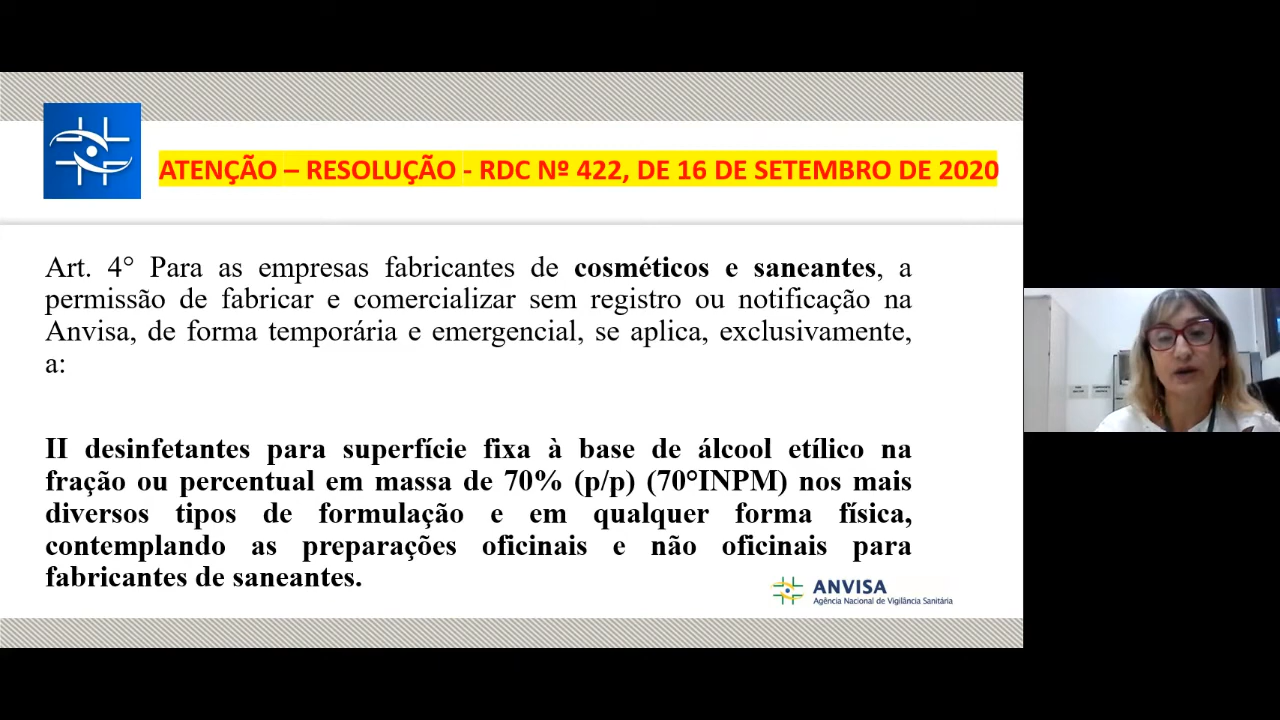 ATENÇÃO – RESOLUÇÃO - RDC Nº 422, DE 16 DE SETEMBRO DE 2020
Art. 4° Para as empresas fabricantes de cosméticos e saneantes, a
permissão de fabricar e comercializar sem registro ou notificação na
Anvisa, de forma temporária e emergencial, se aplica, exclusivamente,
a:
II desinfetantes para superfície fixa à base de álcool etílico na
fração ou percentual em massa de 70% (p/p) (70°INPM) nos mais
diversos tipos de formulação e em qualquer forma física,
contemplando as preparações oficinais e não oficinais para
fabricantes de saneantes.
ANVISA
Agência Nacional de Vigilância Sanitária